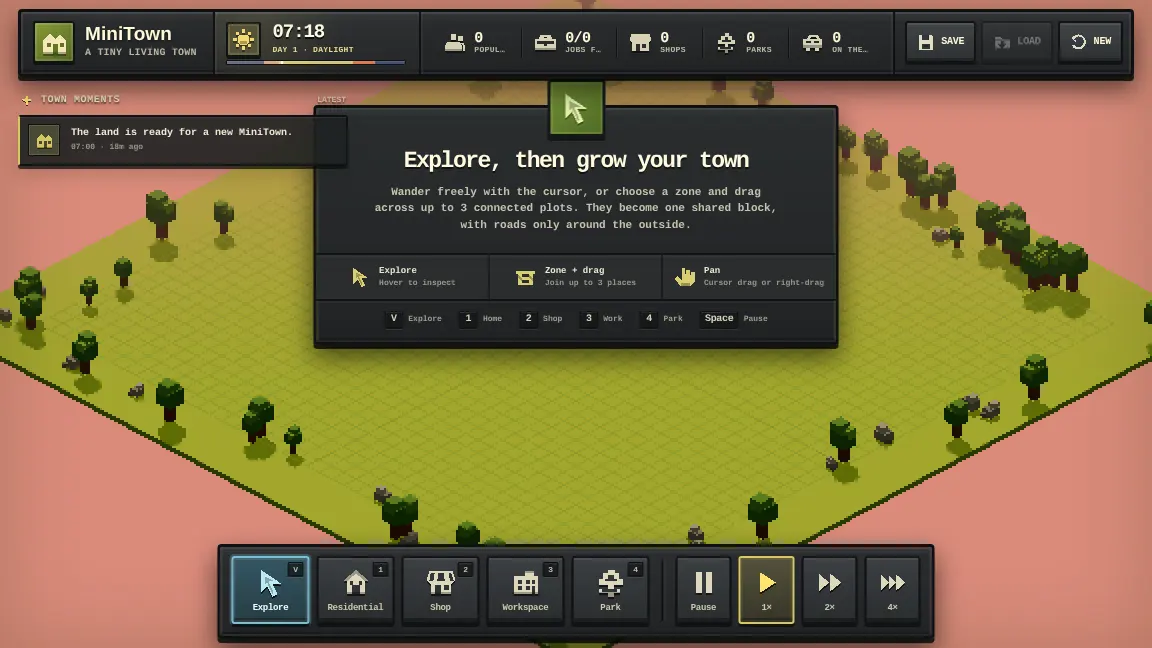 MiniTown
A TINY LIVING TOWN
07:18
DAY 1 · DAYLIGHT
0
POPUL…
0/0
JOBS F…
0
SHOPS
0
PARKS
0
ON THE…
SAVE
LOAD
NEW
TOWN MOMENTS
LATEST
The land is ready for a new MiniTown.
07:00 · 18m ago
Explore, then grow your town
Wander freely with the cursor, or choose a zone and drag
across up to 3 connected plots. They become one shared block,
with roads only around the outside.
Explore
Hover to inspect
Zone + drag
Join up to 3 places
Pan
Cursor drag or right-drag
V Explore 1 Home 2 Shop 3 Work 4 Park Space Pause
V
Explore
1
Residential
2
Shop
3
Workspace
4
Park
Pause
1×
2×
4×